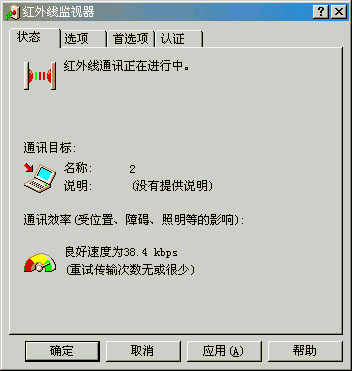 红外线监视器
状态 选项 首选项 认证
红外线通讯正在进行中。
通讯目标:
名称: 2
说明: (没有提供说明)
通讯效率(受位置、障碍、照明等的影响):
良好速度为38.4 kbps
(重试传输次数无或很少)
确定 取消 应用(A) 帮助